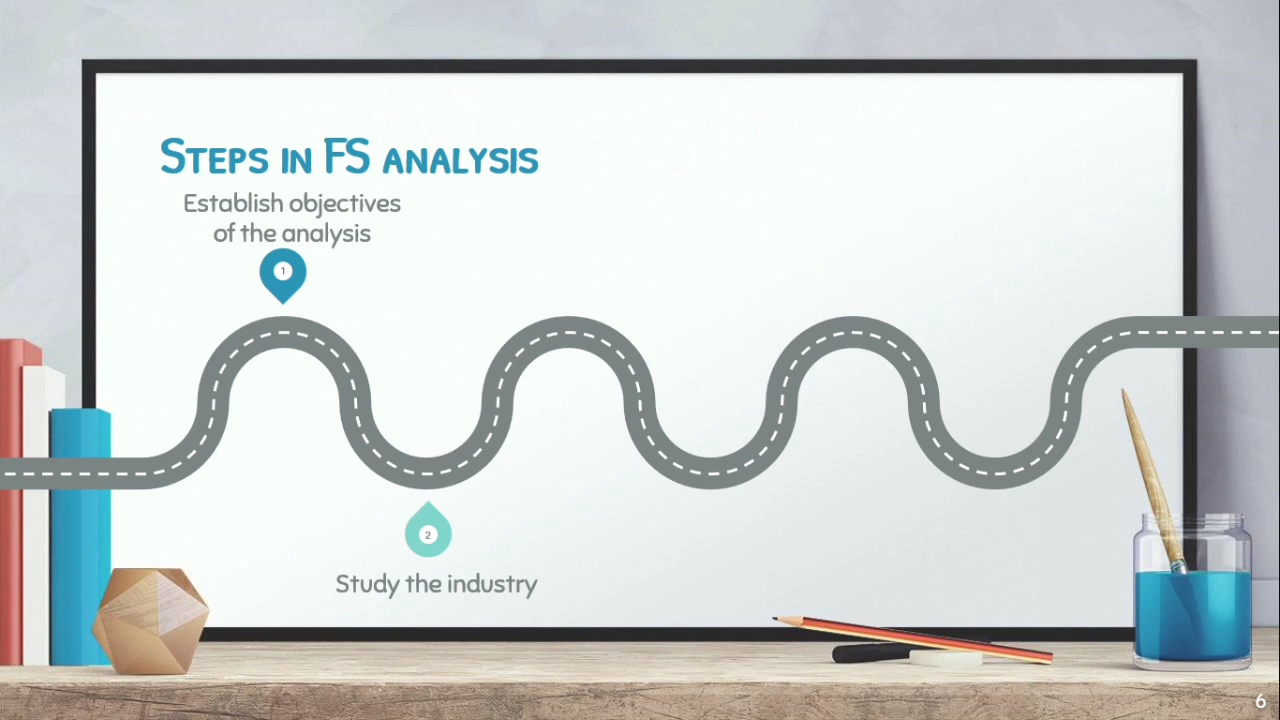 Steps in FS analysis
Establish objectives
of the analysis
1
2
Study the industry
6